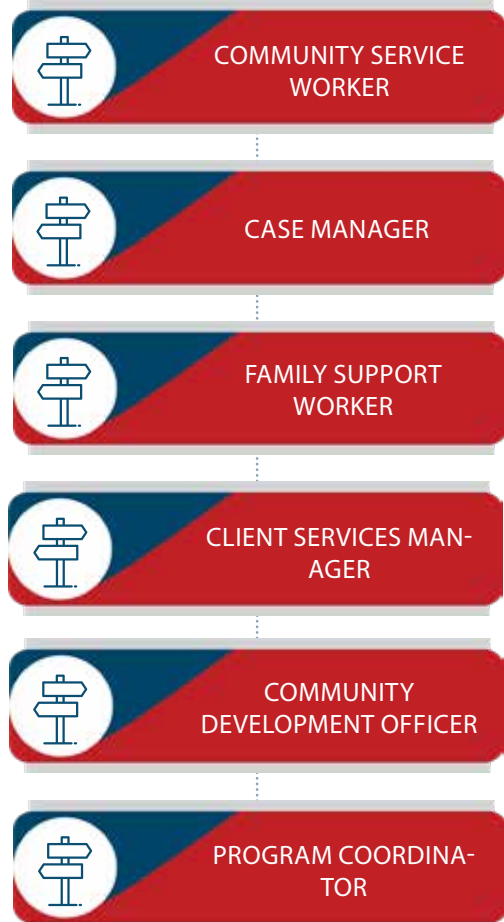 COMMUNITY SERVICE
WORKER
CASE MANAGER
FAMILY SUPPORT
WORKER
CLIENT SERVICES MAN-
AGER
COMMUNITY
DEVELOPMENT OFFICER
PROGRAM COORDINA-
TOR